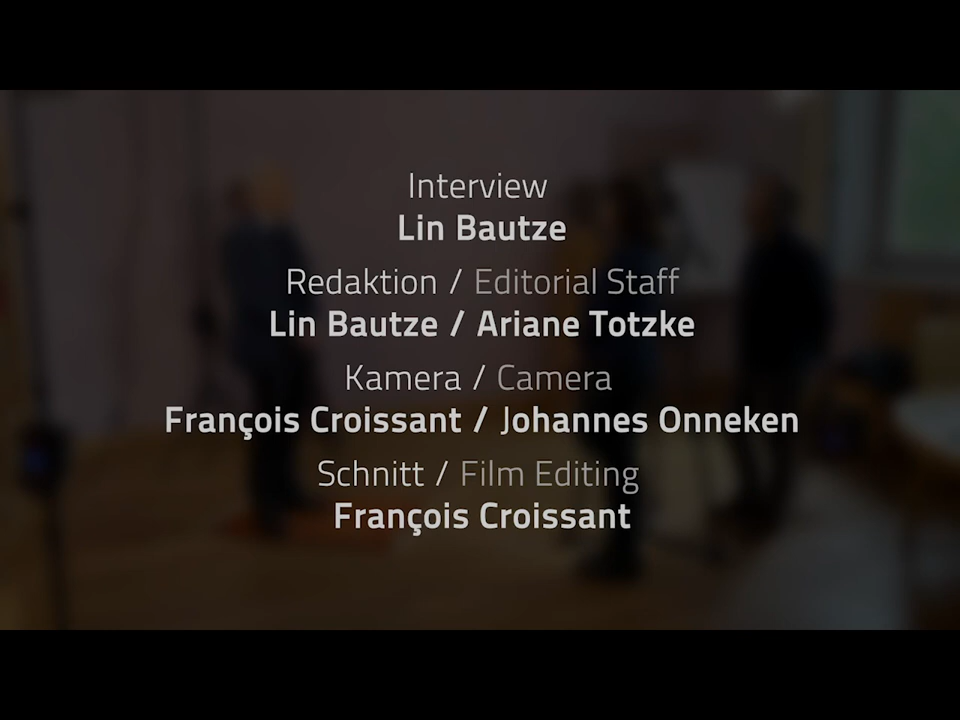 Interview
Lin Bautze
Redaktion / Editorial Staff
Lin Bautze / Ariane Totzke
Kamera / Camera
François Croissant / Johannes Onneken
Schnitt / Film Editing
François Croissant